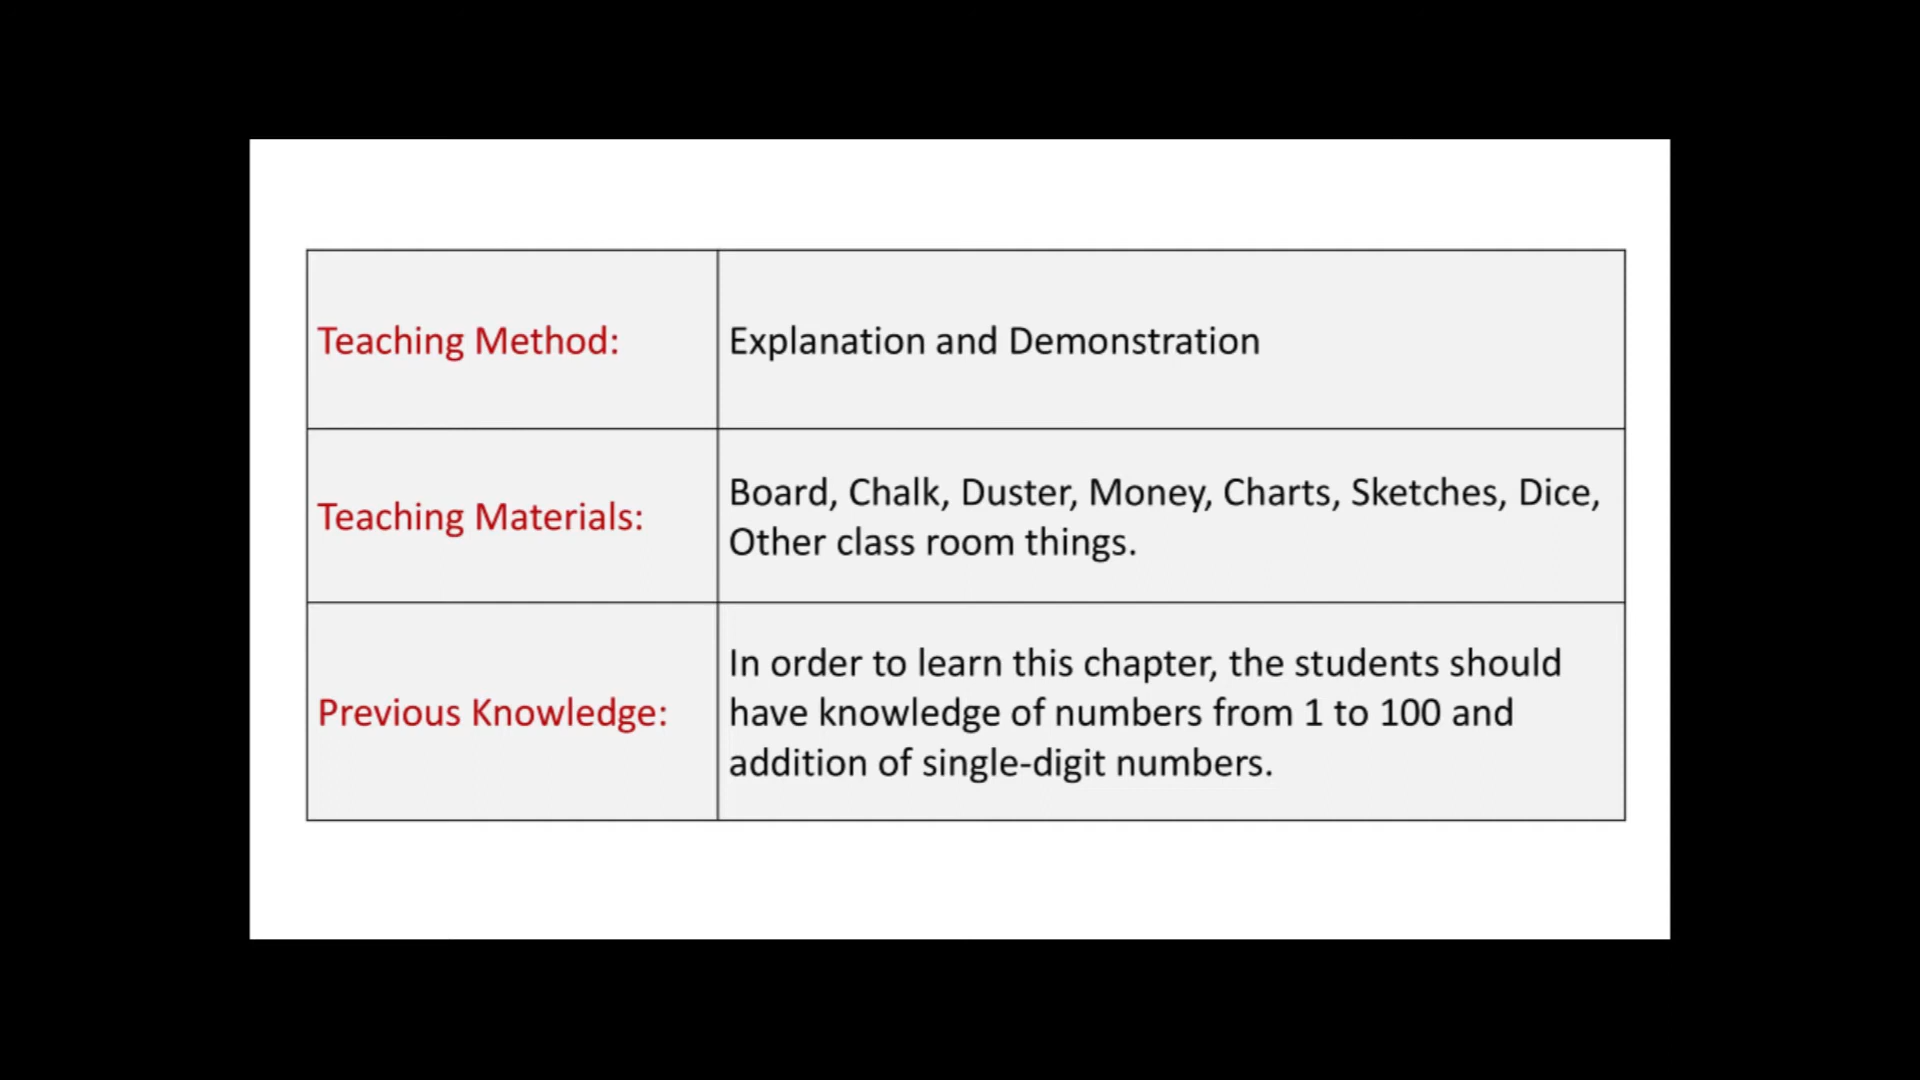 Teaching Method:
Explanation and Demonstration
Teaching Materials:
Board, Chalk, Duster, Money, Charts, Sketches, Dice,
Other class room things.
Previous Knowledge:
In order to learn this chapter, the students should
have knowledge of numbers from 1 to 100 and
addition of single-digit numbers.